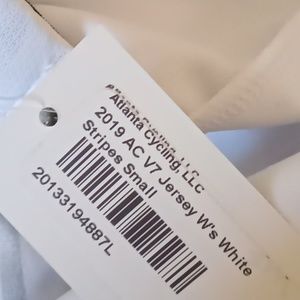 Atlanta Cycling, LLC
2019 AC V7 Jersey W's White
Stripes Small
20133194887L